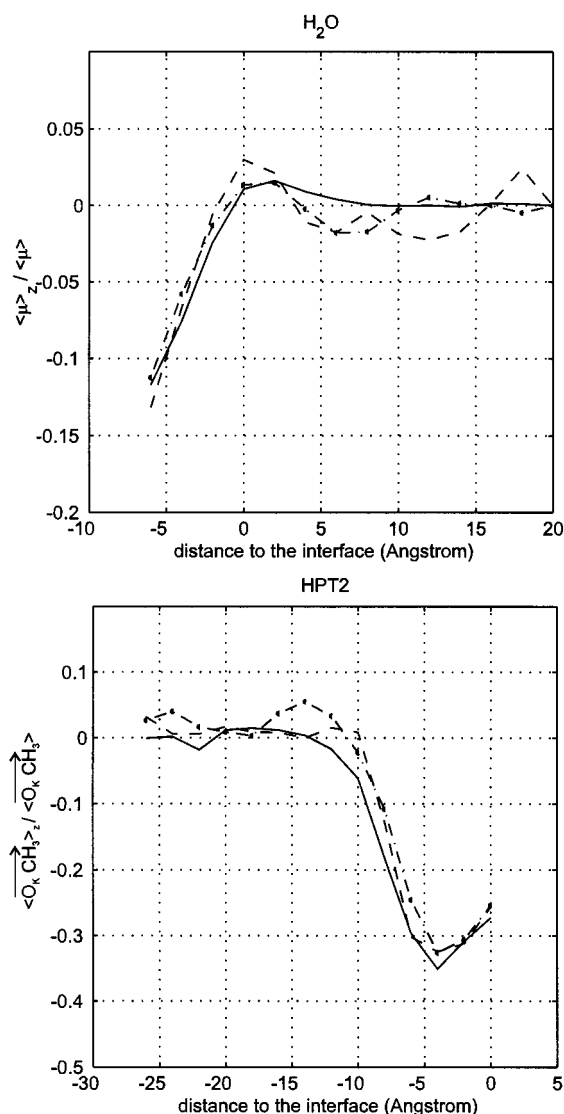 H₂O
0.05
0
-0.05
-0.1
-0.15
-0.2
<μ>z / <μ>
-10 -5 0 5 10 15 20
distance to the interface (Angstrom)
HPT2
0.1
0
-0.1
-0.2
-0.3
-0.4
-0.5
<O_K CH₃>z / <O_K CH₃>
-30 -25 -20 -15 -10 -5 0 5
distance to the interface (Angstrom)